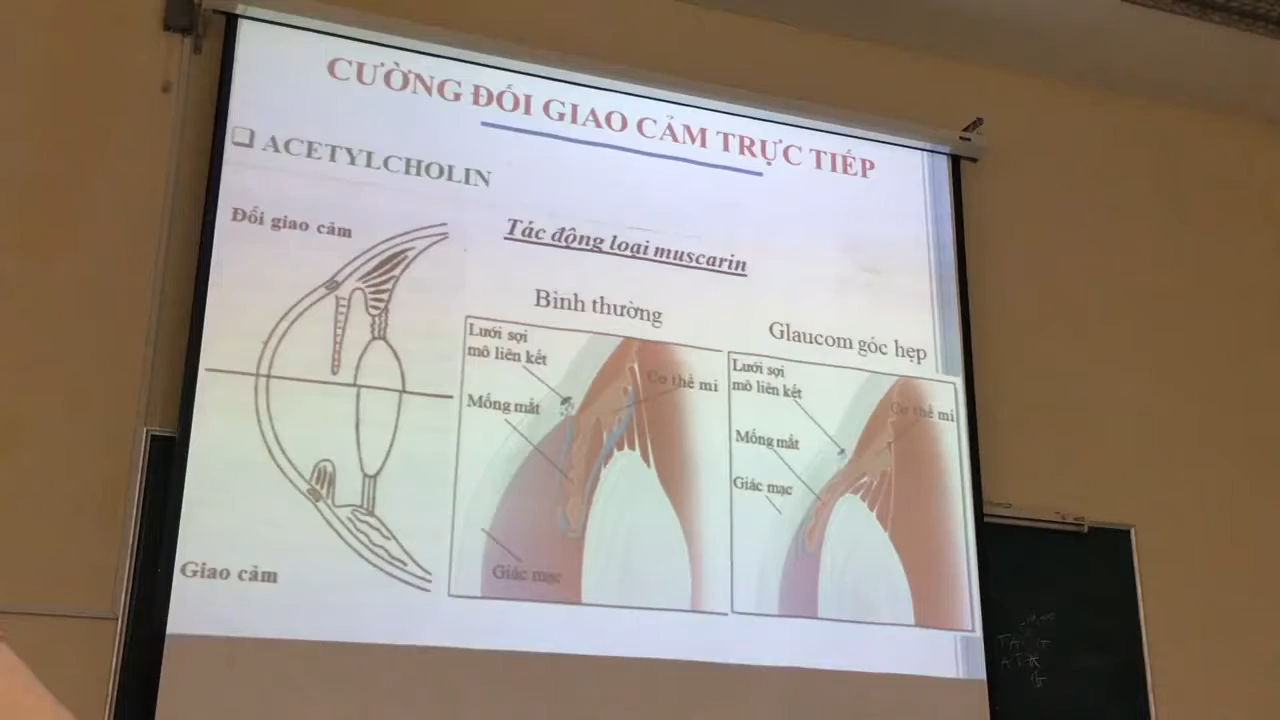 CƯỜNG ĐỐI GIAO CẢM TRỰC TIẾP
❑ ACETYLCHOLIN
Đối giao cảm
Tác động loại muscarin
Bình thường
Glaucom góc hẹp
Lưới sợi
mô liên kết
Cơ thể mi
Mống mắt
Giác mạc
Lưới sợi
mô liên kết
Cơ thể mi
Mống mắt
Giác mạc
Giao cảm